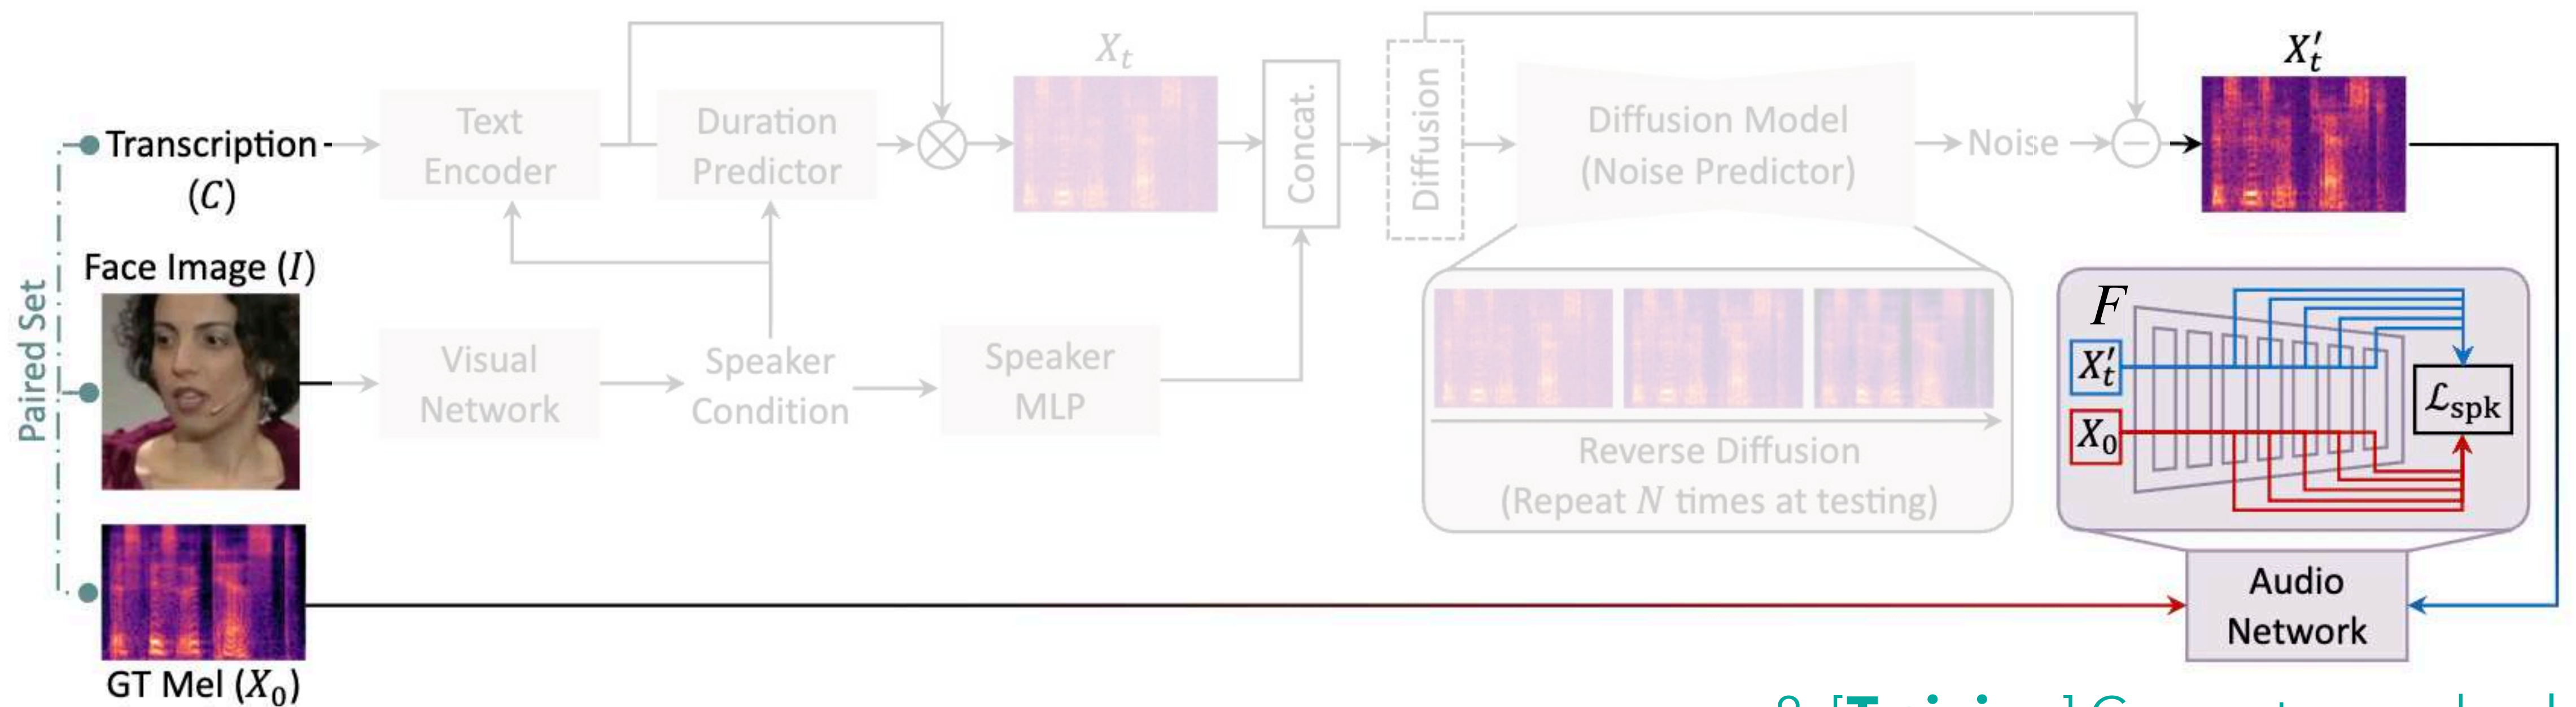 Paired Set
Transcription
(C)
Face Image (I)
GT Mel (X₀)
Text
Encoder
Duration
Predictor
Xₜ
Visual
Network
Speaker
Condition
Speaker
MLP
Concat.
Diffusion
Diffusion Model
(Noise Predictor)
Reverse Diffusion
(Repeat N times at testing)
Noise
X′ₜ
F
X′ₜ
X₀
ℒspk
Audio
Network